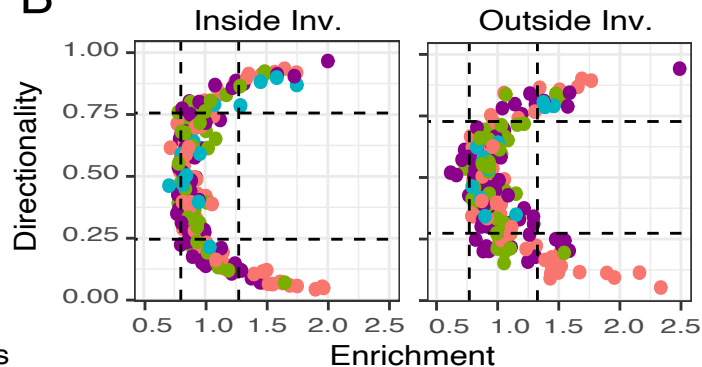 B
Inside Inv.
Outside Inv.
Directionality
1.00
0.75
0.50
0.25
0.00
0.5 1.0 1.5 2.0 2.5
0.5 1.0 1.5 2.0 2.5
s
Enrichment